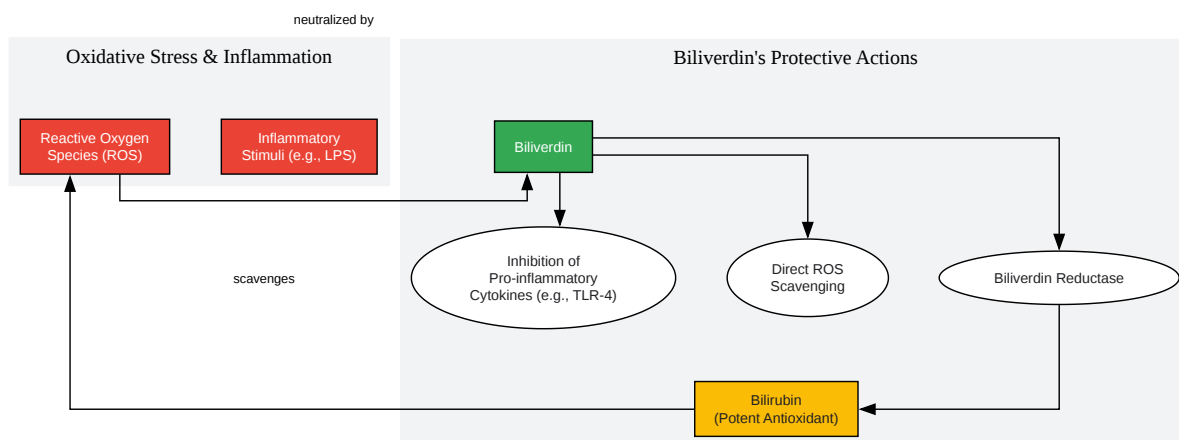 neutralized by
Oxidative Stress & Inflammation
Biliverdin's Protective Actions
Reactive Oxygen
Species (ROS)
Inflammatory
Stimuli (e.g., LPS)
Biliverdin
Inhibition of
Pro-inflammatory
Cytokines (e.g., TLR-4)
Direct ROS
Scavenging
Biliverdin Reductase
scavenges
Bilirubin
(Potent Antioxidant)